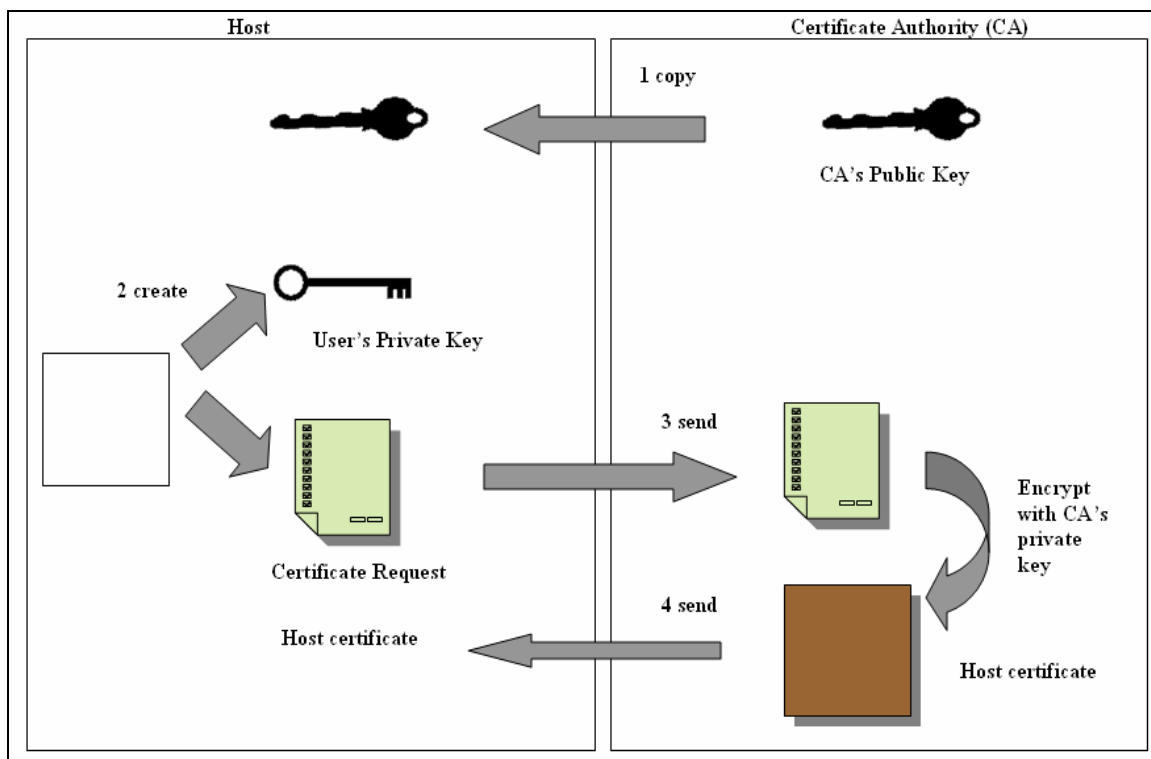 Host
Certificate Authority (CA)
1 copy
CA's Public Key
2 create
User's Private Key
3 send
Encrypt
with CA's
private
key
Certificate Request
4 send
Host certificate
Host certificate